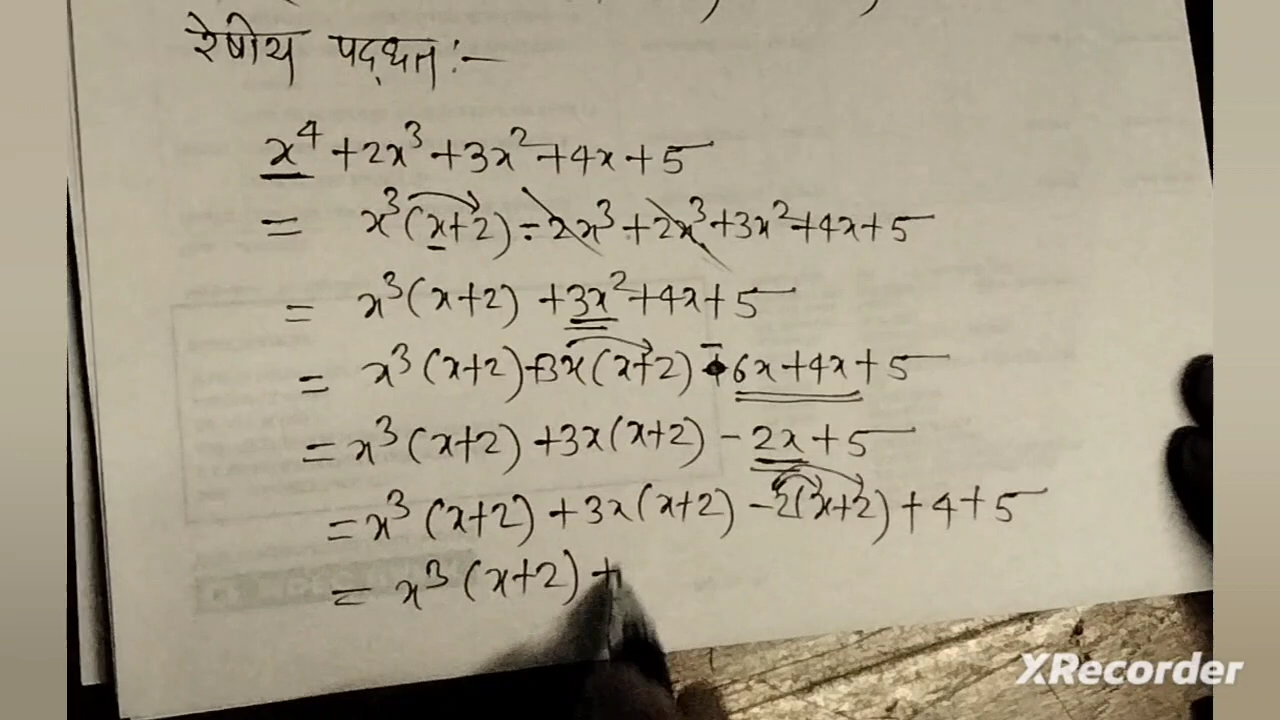 रेषीय पद्धत :-
x⁴ + 2x³ + 3x² + 4x + 5
= x³(x+2) - 2x³ + 2x³ + 3x² + 4x + 5
= x³(x+2) + 3x² + 4x + 5
= x³(x+2) + 3x(x+2) - 6x + 4x + 5
= x³(x+2) + 3x(x+2) - 2x + 5
= x³(x+2) + 3x(x+2) - 2(x+2) + 4 + 5
= x³(x+2) +
XRecorder